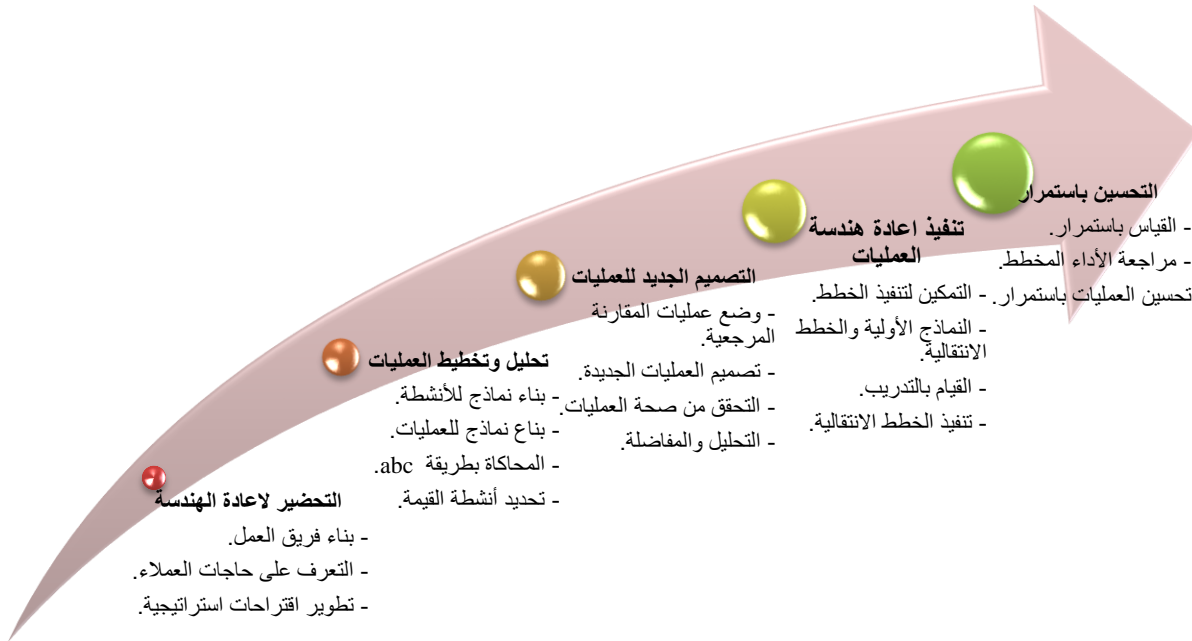 التحضير لاعادة الهندسة
- بناء فريق العمل.
- التعرف على حاجات العملاء.
- تطوير اقتراحات استراتيجية.
تحليل وتخطيط العمليات
- بناء نماذج للأنشطة.
- بناع نماذج للعمليات.
- المحاكاة بطريقة abc.
- تحديد أنشطة القيمة.
التصميم الجديد للعمليات
- وضع عمليات المقارنة
المرجعية.
- تصميم العمليات الجديدة.
- التحقق من صحة العمليات.
- التحليل والمفاضلة.
تنفيذ اعادة هندسة
العمليات
- التمكين لتنفيذ الخطط.
- النماذج الأولية والخطط
الانتقالية.
- القيام بالتدريب.
- تنفيذ الخطط الانتقالية.
التحسين باستمرار
- القياس باستمرار.
- مراجعة الأداء المخطط.
تحسين العمليات باستمرار.